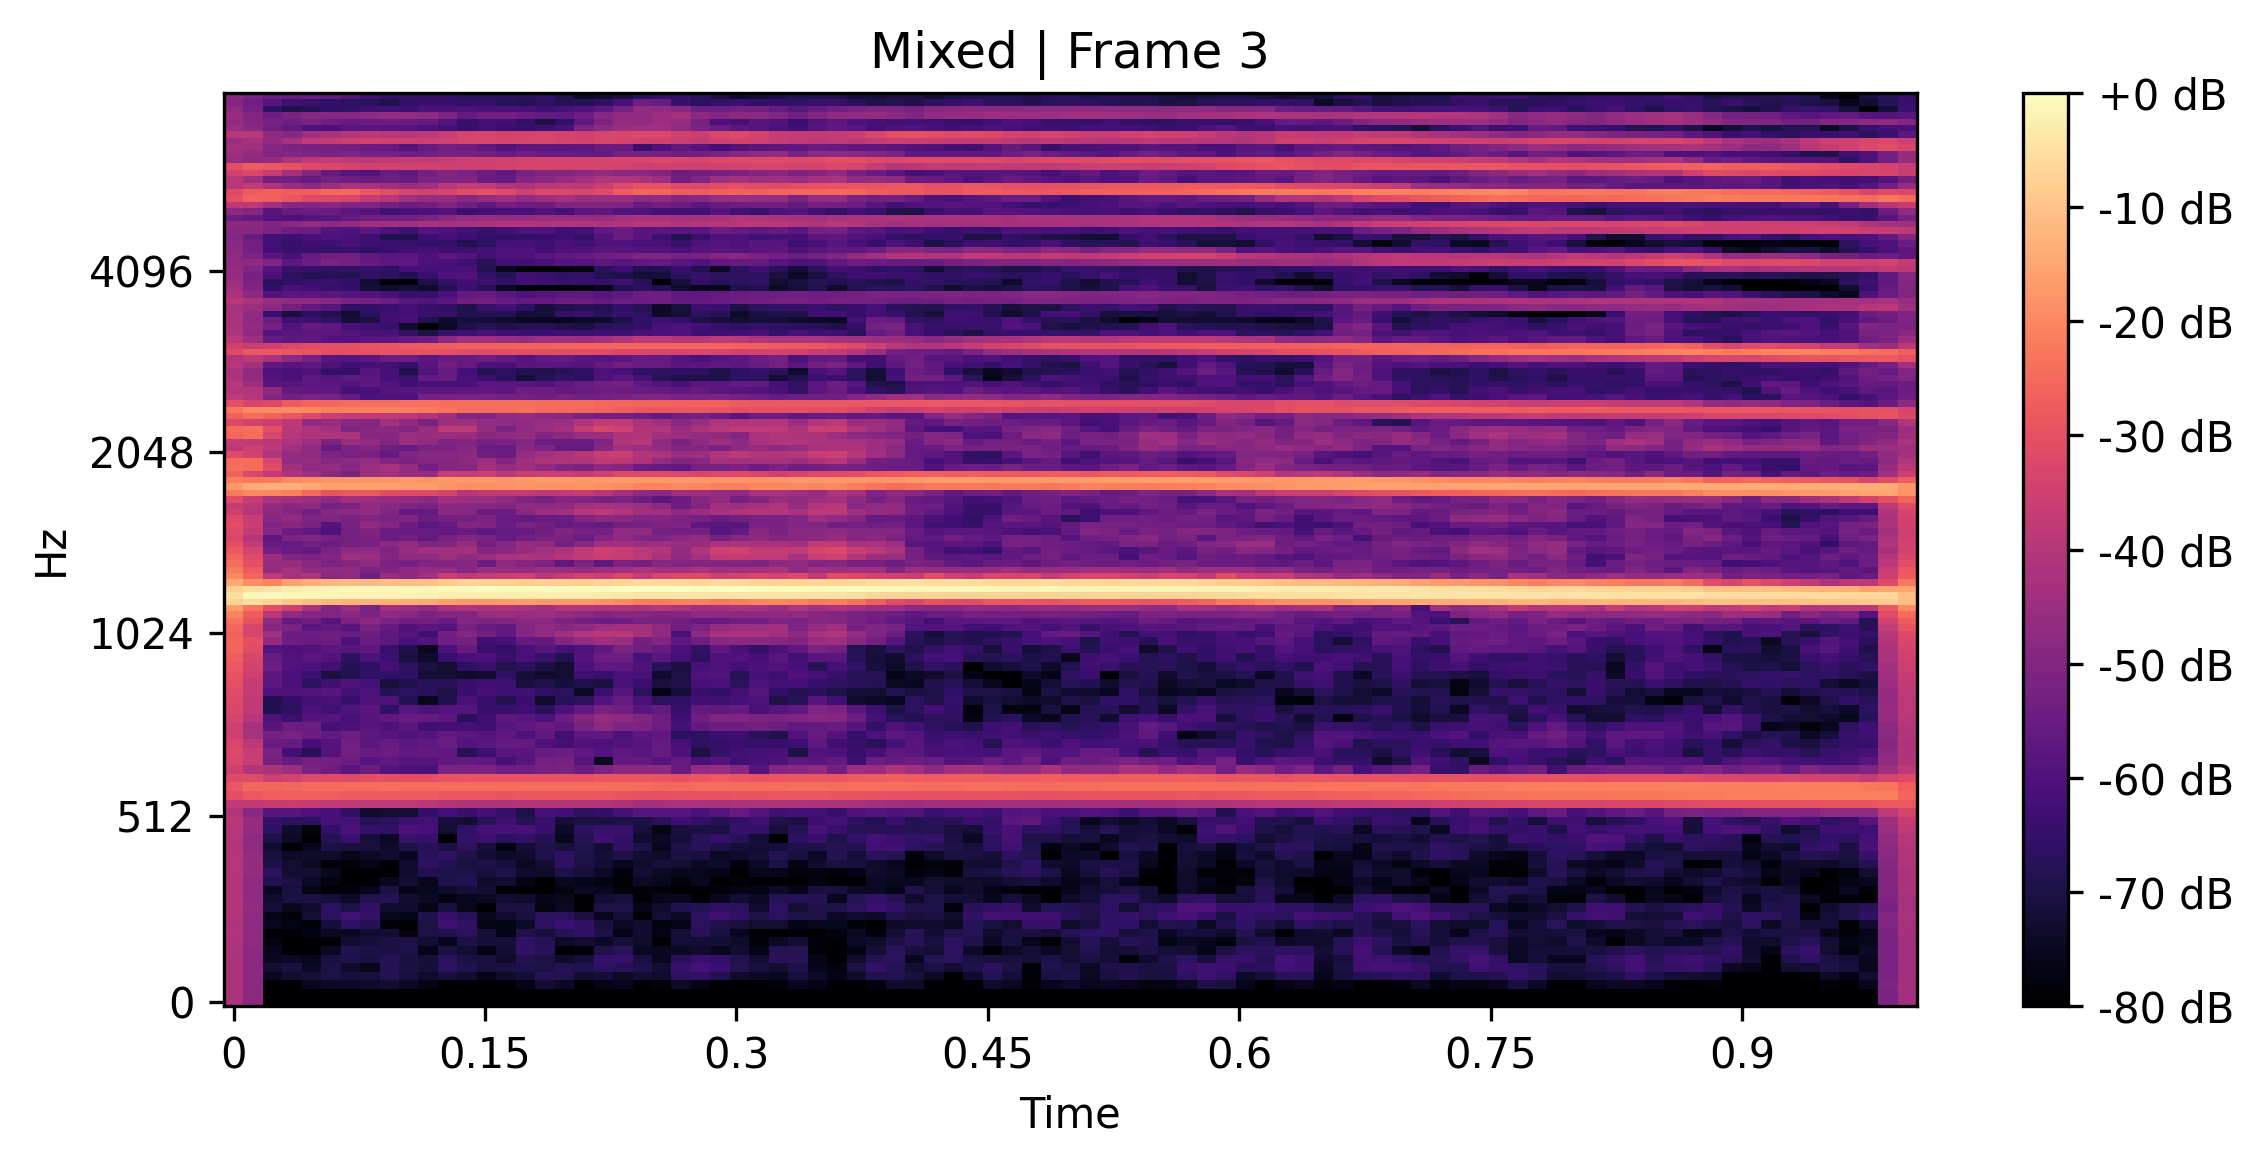 Mixed | Frame 3
Hz
4096
2048
1024
512
0
0 0.15 0.3 0.45 0.6 0.75 0.9
Time
+0 dB
-10 dB
-20 dB
-30 dB
-40 dB
-50 dB
-60 dB
-70 dB
-80 dB